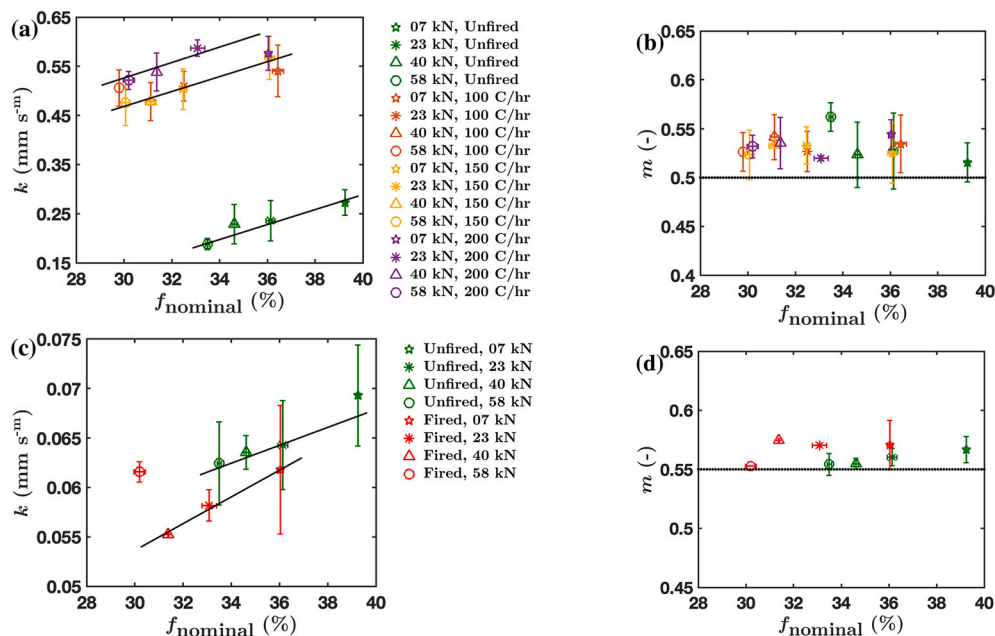 (a)
0.65
0.55
0.45
0.35
0.25
0.15
k (mm s⁻ᵐ)
28 30 32 34 36 38 40
f_nominal (%)
07 kN, Unfired
23 kN, Unfired
40 kN, Unfired
58 kN, Unfired
07 kN, 100 C/hr
23 kN, 100 C/hr
40 kN, 100 C/hr
58 kN, 100 C/hr
07 kN, 150 C/hr
23 kN, 150 C/hr
40 kN, 150 C/hr
58 kN, 150 C/hr
07 kN, 200 C/hr
23 kN, 200 C/hr
40 kN, 200 C/hr
58 kN, 200 C/hr
(b)
0.65
0.6
0.55
0.5
0.45
0.4
m (-)
28 30 32 34 36 38 40
f_nominal (%)
(c)
0.075
0.07
0.065
0.06
0.055
0.05
k (mm s⁻ᵐ)
28 30 32 34 36 38 40
f_nominal (%)
Unfired, 07 kN
Unfired, 23 kN
Unfired, 40 kN
Unfired, 58 kN
Fired, 07 kN
Fired, 23 kN
Fired, 40 kN
Fired, 58 kN
(d)
0.65
0.6
0.55
0.5
0.45
m (-)
28 30 32 34 36 38 40
f_nominal (%)